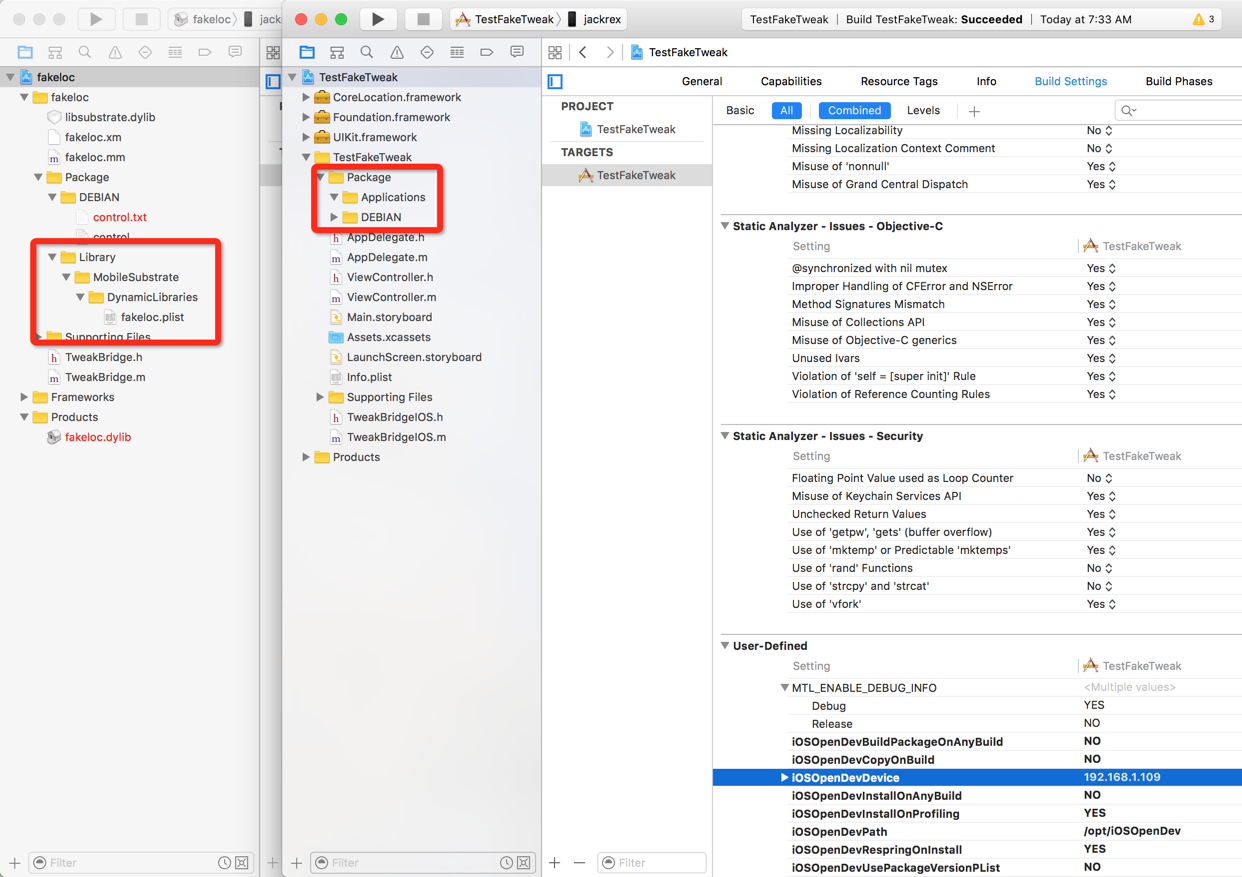 fakeloc
jack
TestFakeTweak
jackrex
TestFakeTweak | Build TestFakeTweak: Succeeded | Today at 7:33 AM
3
fakeloc
fakeloc
libsubstrate.dylib
fakeloc.xm
fakeloc.mm
Package
DEBIAN
control.txt
control
Library
MobileSubstrate
DynamicLibraries
fakeloc.plist
Supporting Files
TweakBridge.h
TweakBridge.m
Frameworks
Products
fakeloc.dylib
Filter
TestFakeTweak
CoreLocation.framework
Foundation.framework
UIKit.framework
TestFakeTweak
Package
Applications
DEBIAN
AppDelegate.h
AppDelegate.m
ViewController.h
ViewController.m
Main.storyboard
Assets.xcassets
LaunchScreen.storyboard
Info.plist
Supporting Files
TweakBridgeIOS.h
TweakBridgeIOS.m
Products
Filter
TestFakeTweak
General Capabilities Resource Tags Info Build Settings Build Phases
PROJECT
TestFakeTweak
TARGETS
TestFakeTweak
Filter
Basic All Combined Levels
Missing Localizability No
Missing Localization Context Comment No
Misuse of 'nonnull' Yes
Misuse of Grand Central Dispatch Yes
Static Analyzer - Issues - Objective-C
Setting TestFakeTweak
@synchronized with nil mutex Yes
Improper Handling of CFError and NSError Yes
Method Signatures Mismatch Yes
Misuse of Collections API Yes
Misuse of Objective-C generics Yes
Unused Ivars Yes
Violation of 'self = [super init]' Rule Yes
Violation of Reference Counting Rules Yes
Static Analyzer - Issues - Security
Setting TestFakeTweak
Floating Point Value used as Loop Counter No
Misuse of Keychain Services API Yes
Unchecked Return Values Yes
Use of 'getpw', 'gets' (buffer overflow) Yes
Use of 'mktemp' or Predictable 'mktemps' Yes
Use of 'rand' Functions No
Use of 'strcpy' and 'strcat' No
Use of 'vfork' Yes
User-Defined
Setting TestFakeTweak
MTL_ENABLE_DEBUG_INFO <Multiple values>
Debug YES
Release NO
iOSOpenDevBuildPackageOnAnyBuild NO
iOSOpenDevCopyOnBuild NO
iOSOpenDevDevice 192.168.1.109
iOSOpenDevInstallOnAnyBuild NO
iOSOpenDevInstallOnProfiling YES
iOSOpenDevPath /opt/iOSOpenDev
iOSOpenDevRespringOnInstall YES
iOSOpenDevUsePackageVersionPList NO